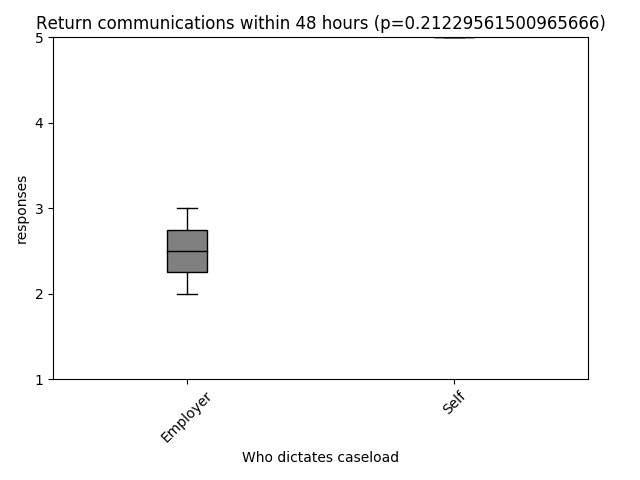 Return communications within 48 hours (p=0.21229561500965666)
5
4
3
2
1
responses
Employer
Self
Who dictates caseload